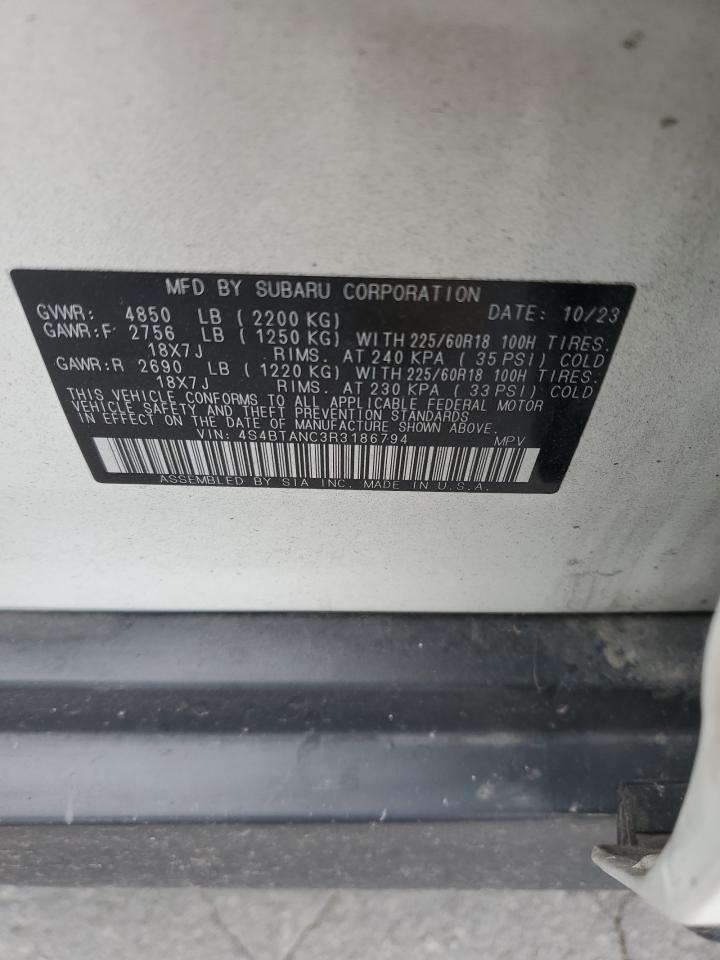 MFD BY SUBARU CORPORATION
GVWR: 4850 LB ( 2200 KG) DATE: 10/23
GAWR:F 2756 LB ( 1250 KG) WITH 225/60R18 100H TIRES.
18X7J RIMS. AT 240 KPA ( 35 PSI) COLD
GAWR:R 2690 LB ( 1220 KG) WITH 225/60R18 100H TIRES.
18X7J RIMS. AT 230 KPA ( 33 PSI) COLD
THIS VEHICLE CONFORMS TO ALL APPLICABLE FEDERAL MOTOR
VEHICLE SAFETY AND THEFT PREVENTION STANDARDS
IN EFFECT ON THE DATE OF MANUFACTURE SHOWN ABOVE.
VIN: 4S4BTANC3R3186794 MPV
ASSEMBLED BY SIA INC. MADE IN U.S.A.